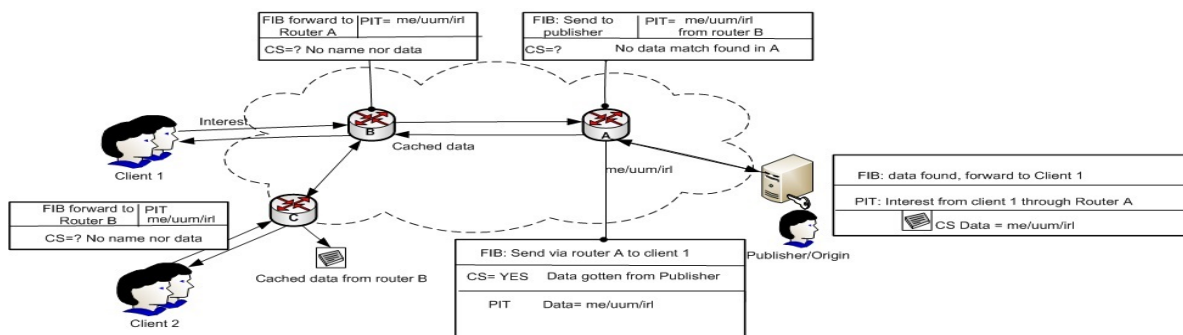 FIB forward to
Router A
PIT= me/uum/irl
CS=? No name nor data
FIB: Send to
publisher
PIT= me/uum/irl
from router B
CS=? No data match found in A
Interest
B
A
Cached data
Client 1
me/uum/irl
FIB: data found, forward to Client 1
PIT: Interest from client 1 through Router A
CS Data = me/uum/irl
Publisher/Origin
FIB forward to
Router B
PIT
me/uum/irl
CS=? No name nor data
C
Cached data from router B
FIB: Send via router A to client 1
CS= YES Data gotten from Publisher
PIT Data= me/uum/irl
Client 2